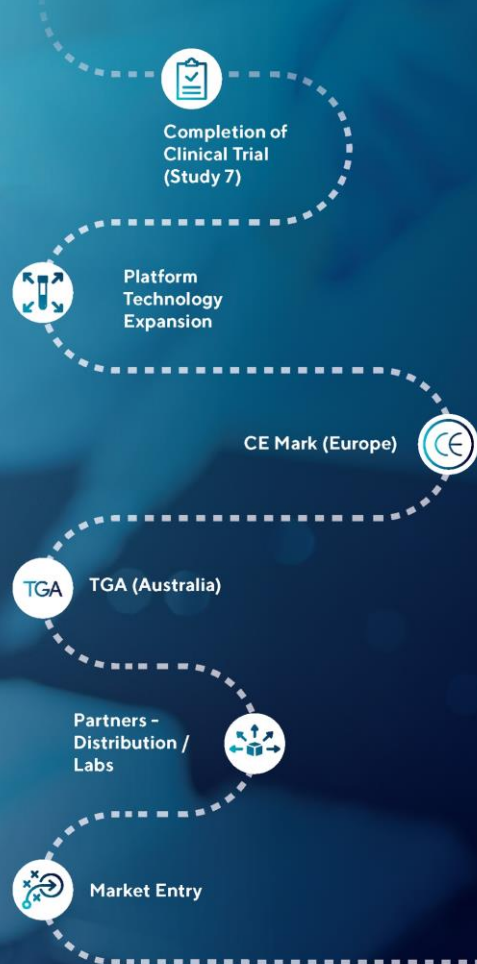 Completion of
Clinical Trial
(Study 7)
Platform
Technology
Expansion
CE Mark (Europe)
CE
TGA
TGA (Australia)
Partners -
Distribution /
Labs
Market Entry